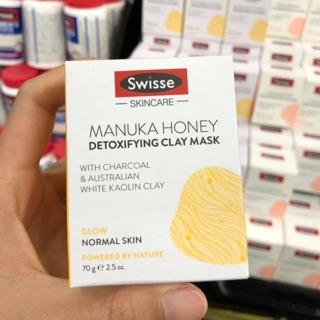 Swisse
SKINCARE
MANUKA HONEY
DETOXIFYING CLAY MASK
WITH CHARCOAL
& AUSTRALIAN
WHITE KAOLIN CLAY
GLOW
NORMAL SKIN
POWERED BY NATURE
70 g ℮ 2.5 oz.